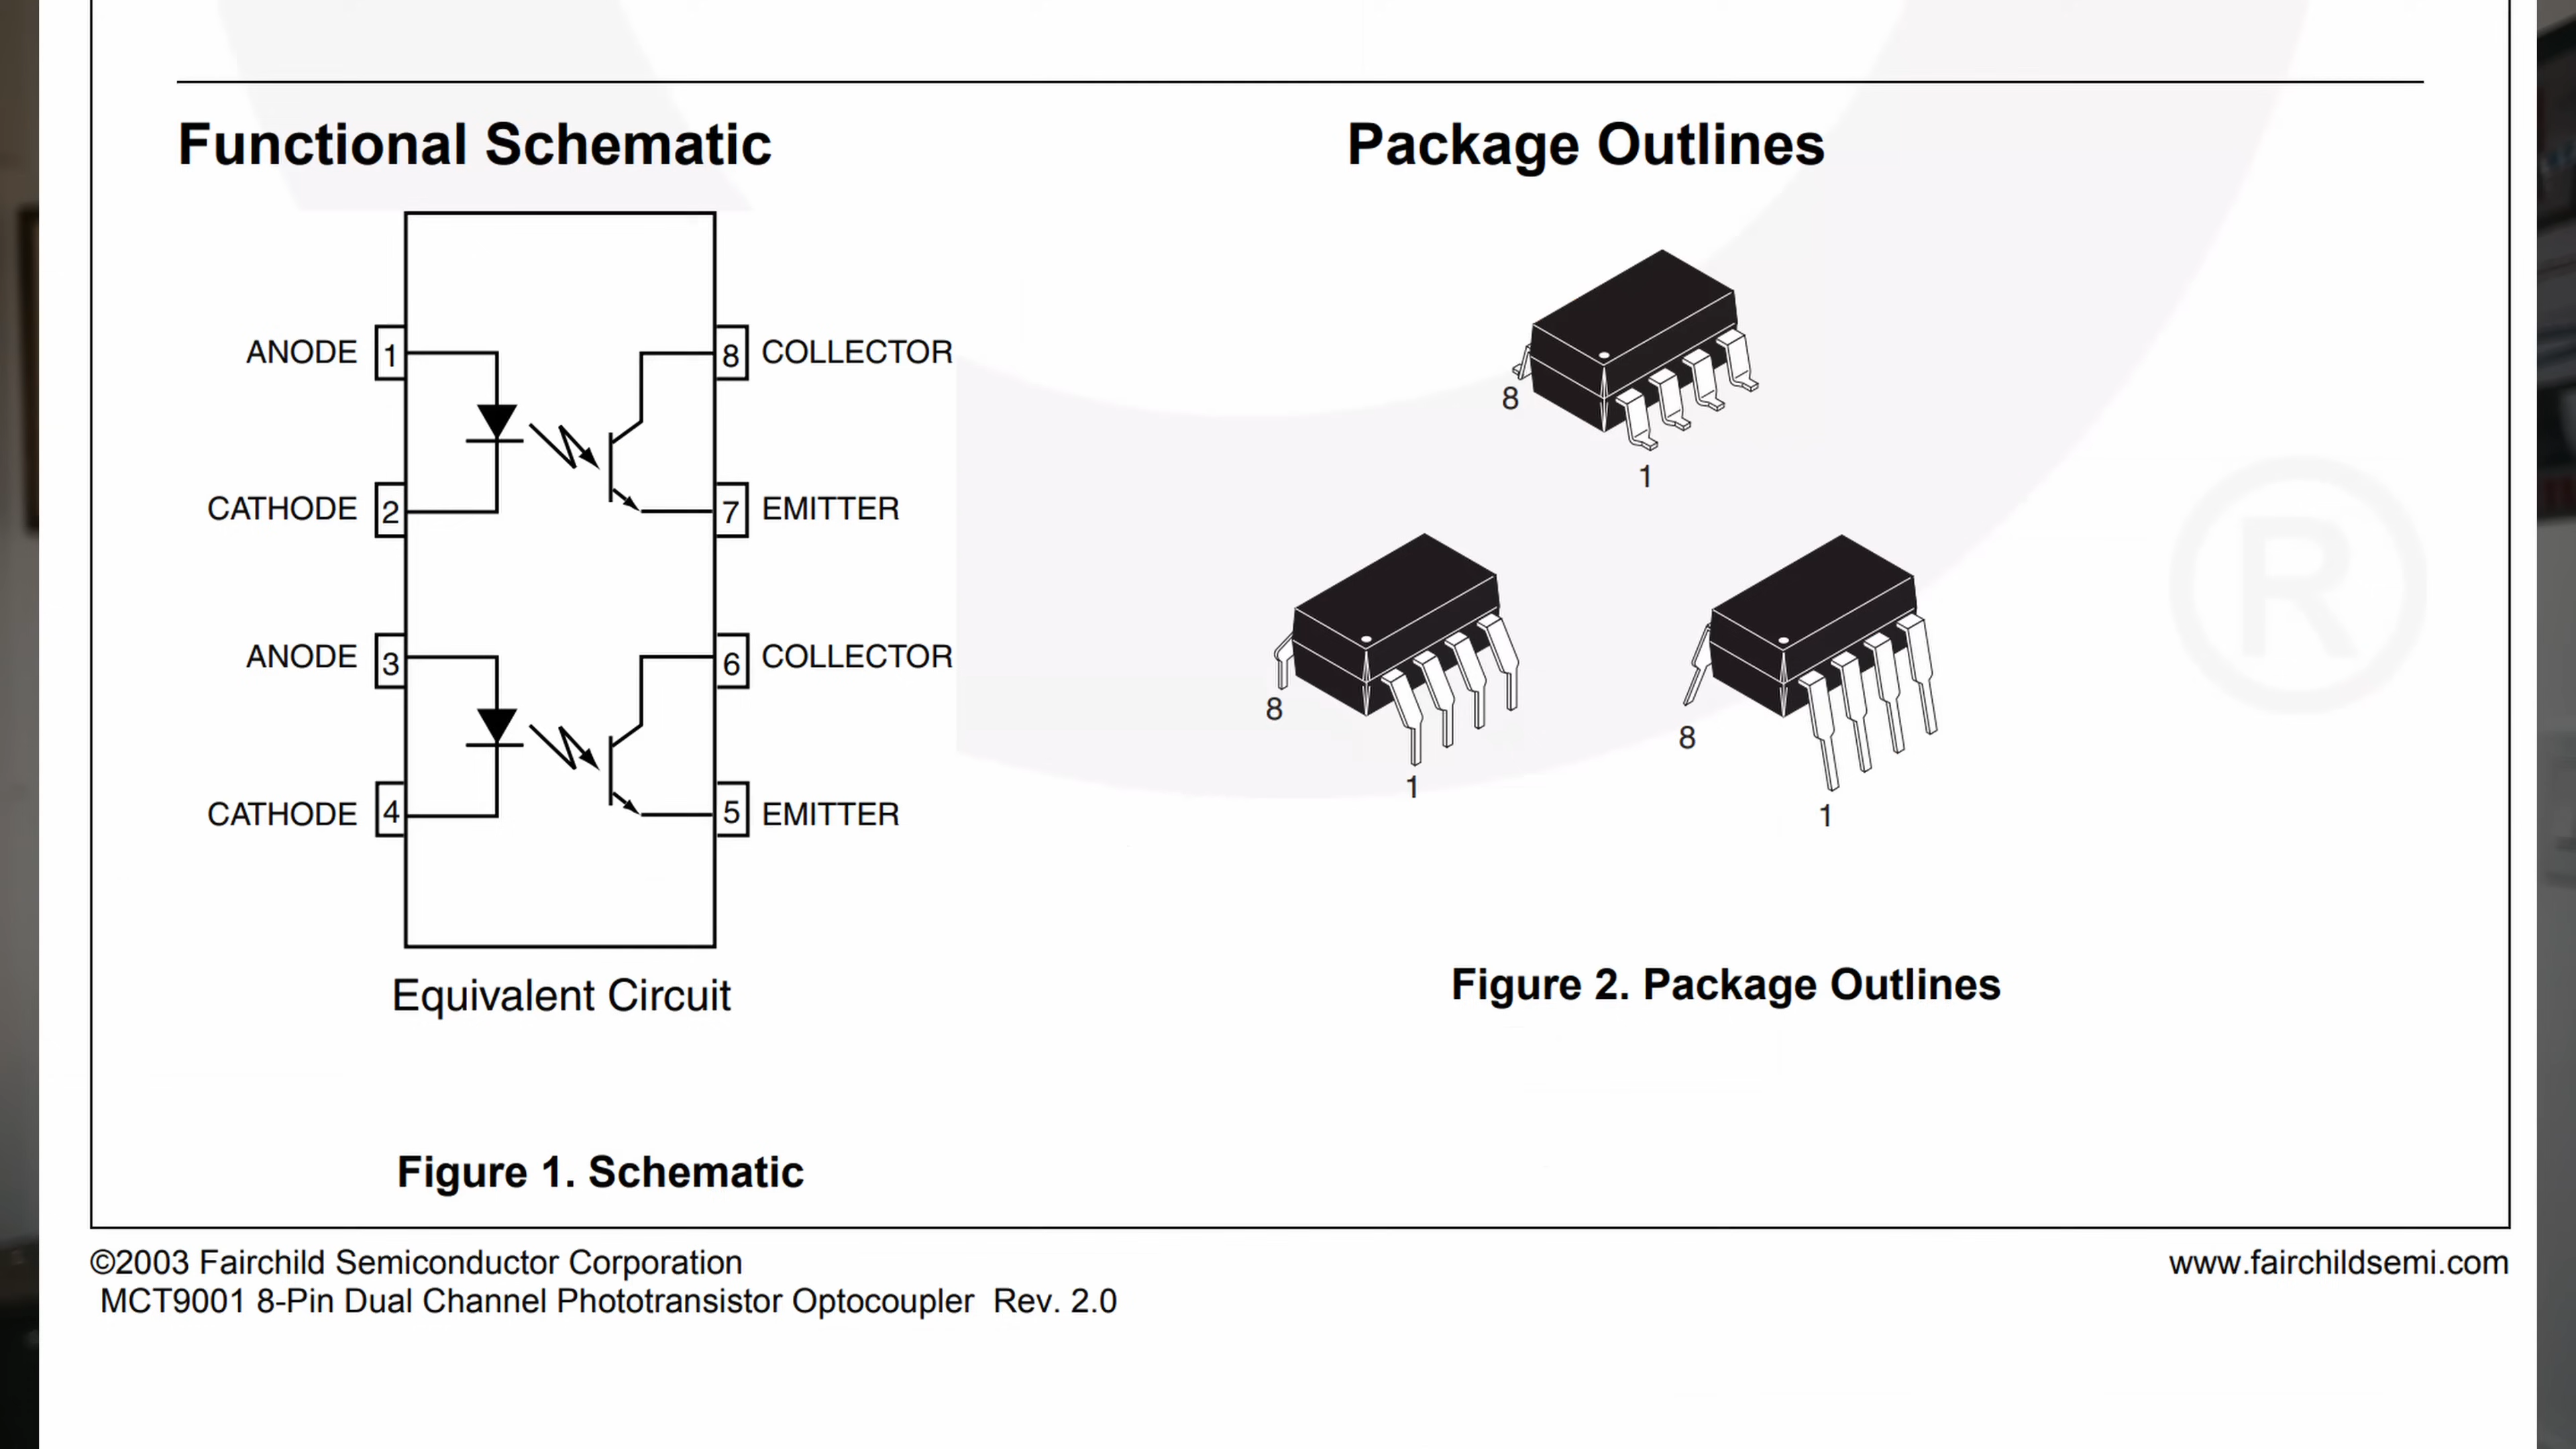 Functional Schematic
Package Outlines
ANODE 1
8 COLLECTOR
CATHODE 2
7 EMITTER
ANODE 3
6 COLLECTOR
CATHODE 4
5 EMITTER
Equivalent Circuit
Figure 1. Schematic
8
1
8
1
8
1
Figure 2. Package Outlines
®
©2003 Fairchild Semiconductor Corporation
MCT9001 8-Pin Dual Channel Phototransistor Optocoupler Rev. 2.0
www.fairchildsemi.com